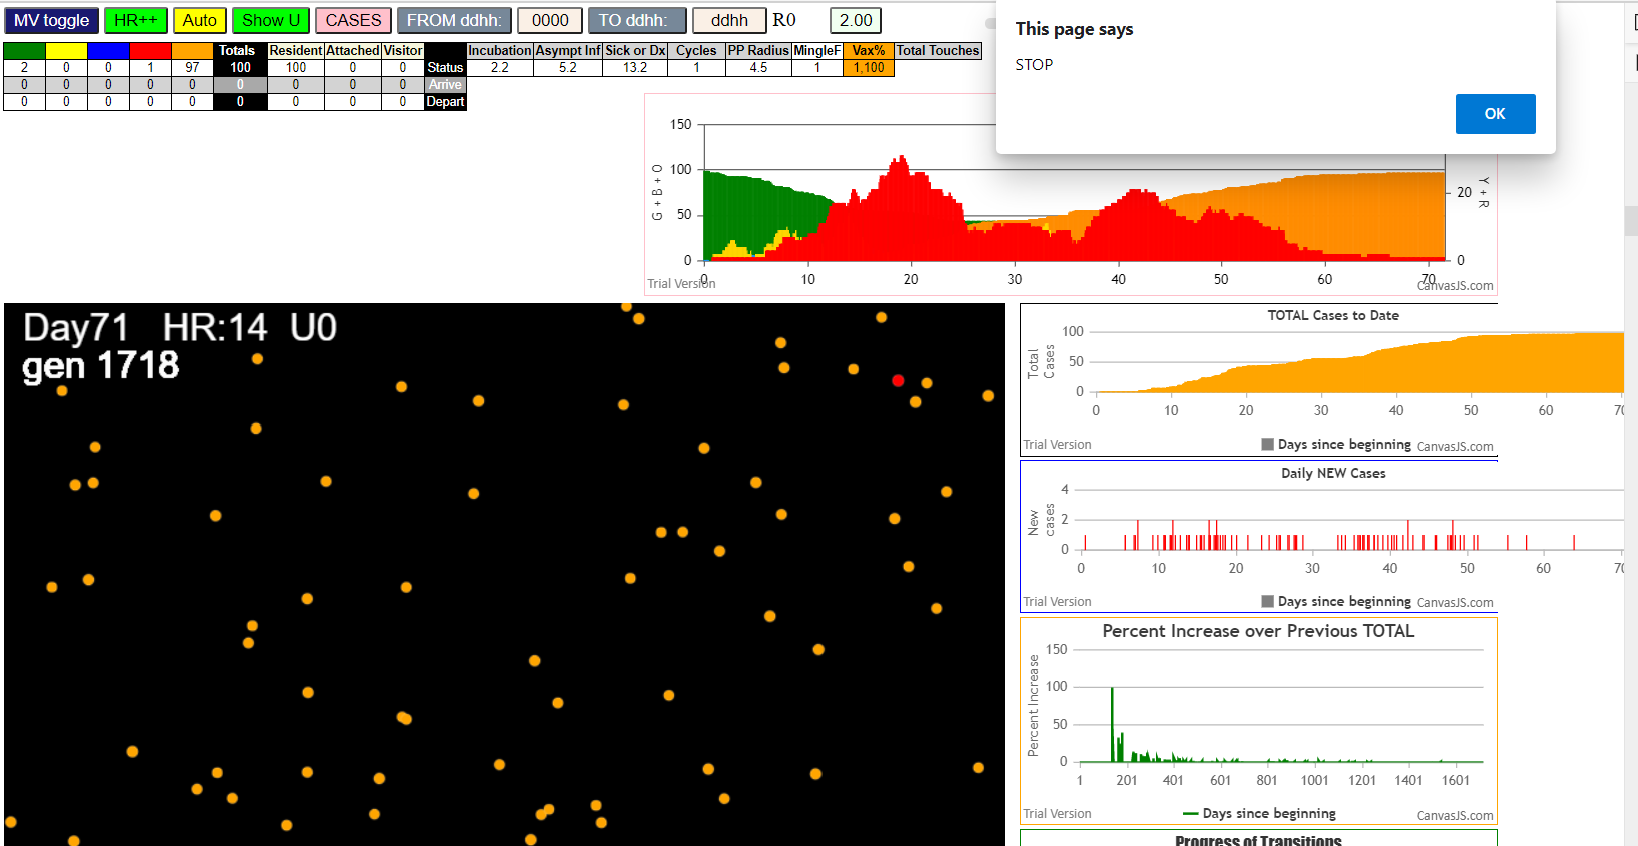 MV toggle HR++ Auto Show U CASES FROM ddhh: 0000 TO ddhh: ddhh R0 2.00
This page says
STOP
OK
Totals Resident Attached Visitor Incubation Asympt Inf Sick or Dx Cycles PP Radius MingleF Vax% Total Touches
2 0 0 1 97 100 100 0 0 Status 2.2 5.2 13.2 1 4.5 1 1,100
0 0 0 0 0 0 0 0 0 Arrive
0 0 0 0 0 0 0 0 0 Depart
150
100
50
0
G + B + O
20
0
Y + R
0 10 20 30 40 50 60 70
Trial Version CanvasJS.com
Day71 HR:14 U0
gen 1718
TOTAL Cases to Date
100
50
0
Total
Cases
0 10 20 30 40 50 60 70
Days since beginning
Trial Version CanvasJS.com
Daily NEW Cases
4
2
0
New
cases
0 10 20 30 40 50 60 70
Days since beginning
Trial Version CanvasJS.com
Percent Increase over Previous TOTAL
150
100
50
0
Percent Increase
1 201 401 601 801 1001 1201 1401 1601
Days since beginning
Trial Version CanvasJS.com
Progress of Transitions